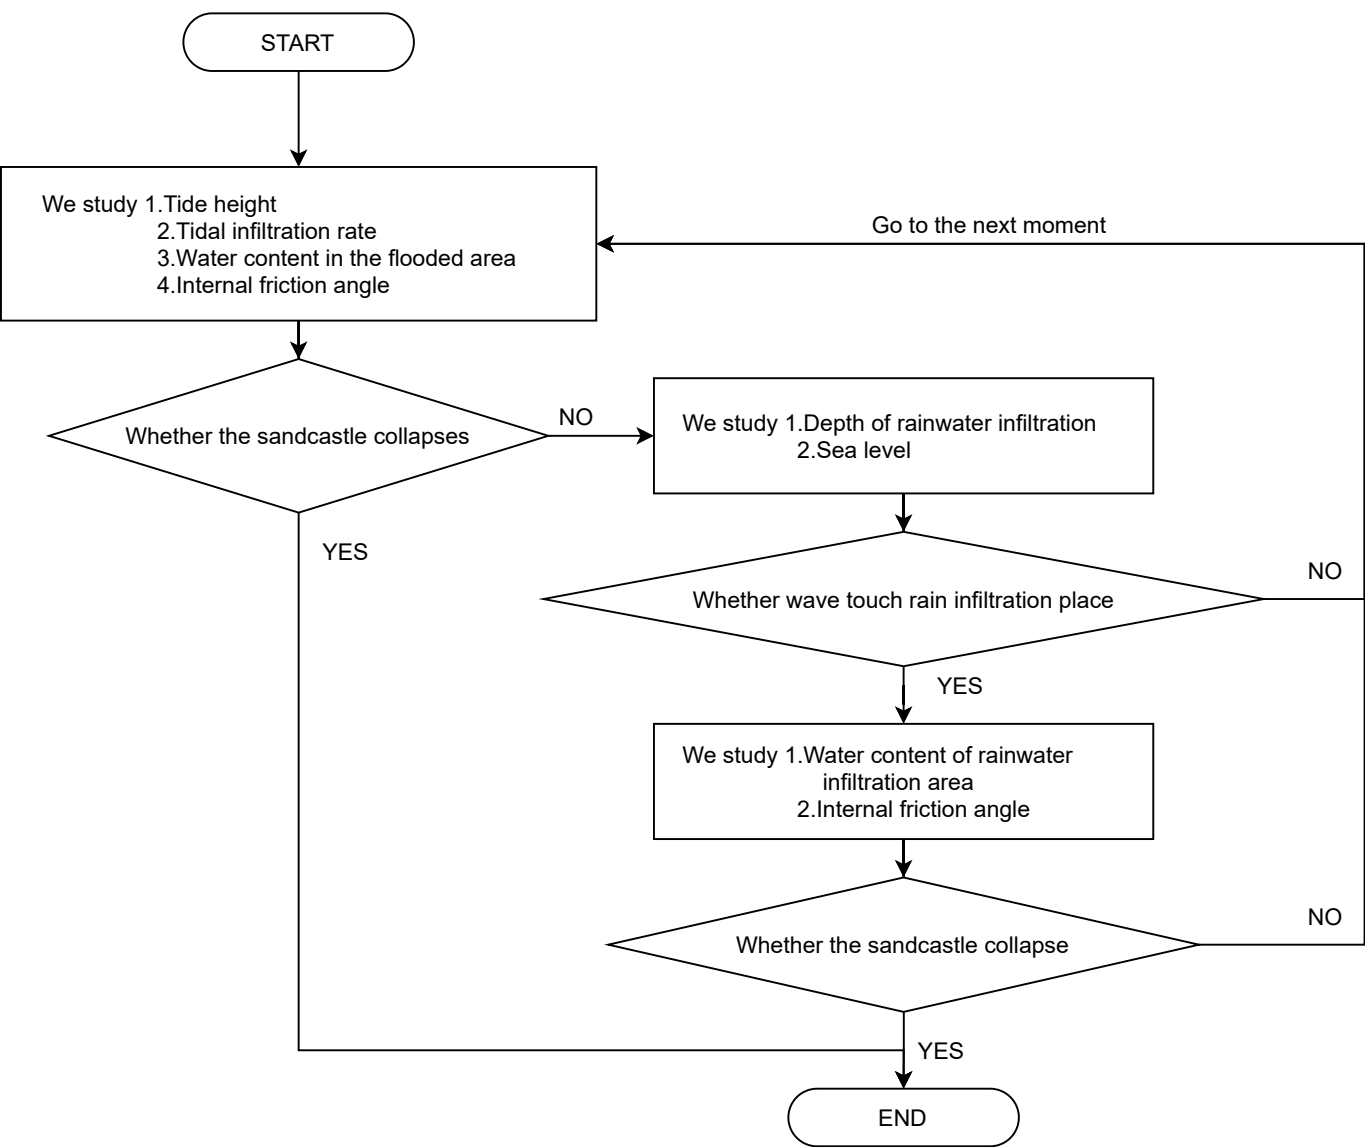 START
We study 1.Tide height
2.Tidal infiltration rate
3.Water content in the flooded area
4.Internal friction angle
Go to the next moment
Whether the sandcastle collapses
NO
YES
We study 1.Depth of rainwater infiltration
2.Sea level
Whether wave touch rain infiltration place
NO
YES
We study 1.Water content of rainwater
infiltration area
2.Internal friction angle
Whether the sandcastle collapse
NO
YES
END